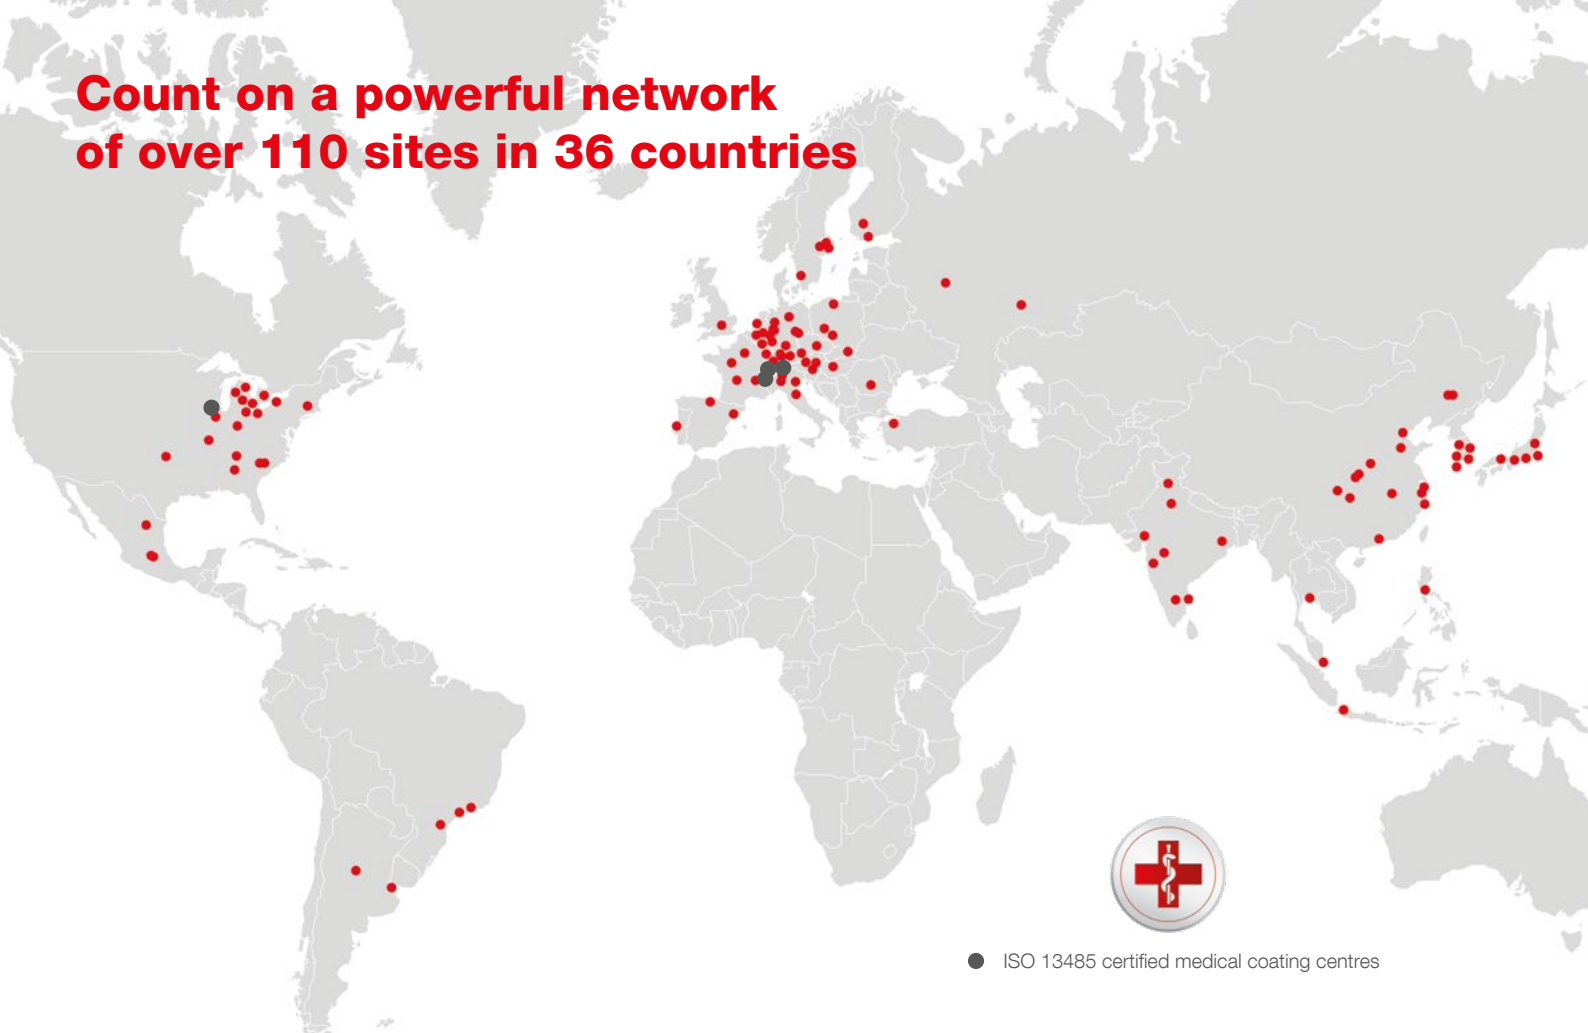 Count on a powerful network
of over 110 sites in 36 countries
ISO 13485 certified medical coating centres